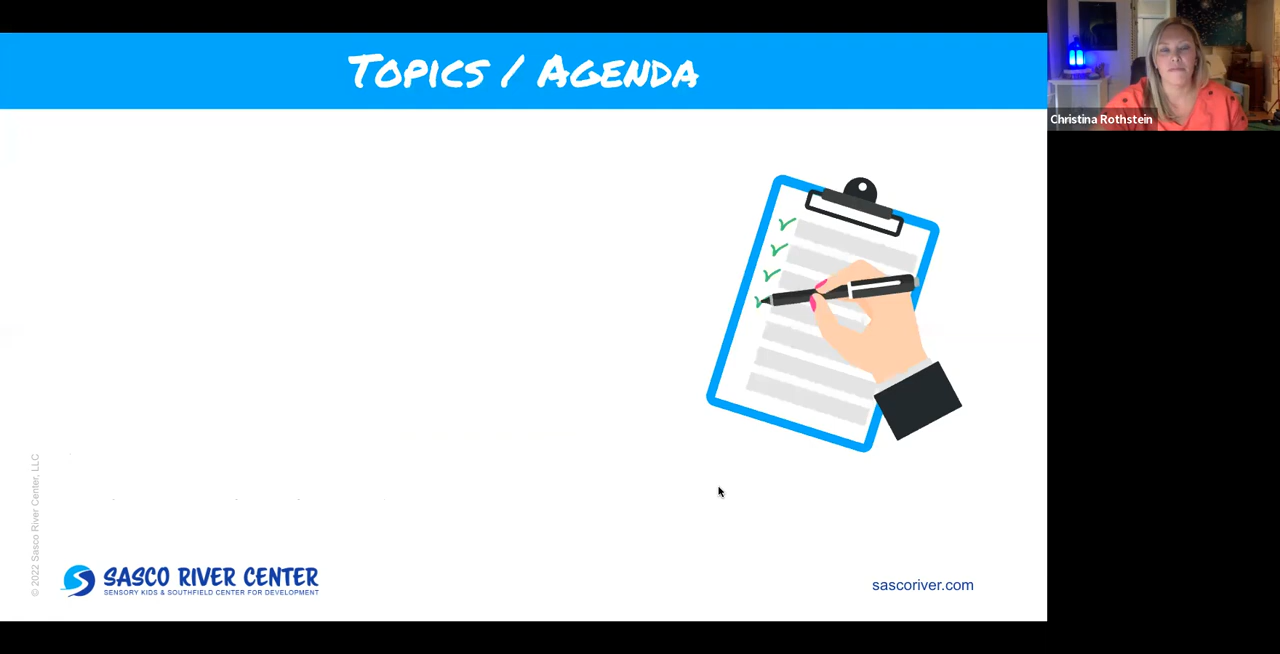 Topics / Agenda
Christina Rothstein
© 2022 Sasco River Center, LLC
SASCO RIVER CENTER
SENSORY KIDS & SOUTHFIELD CENTER FOR DEVELOPMENT
sascoriver.com